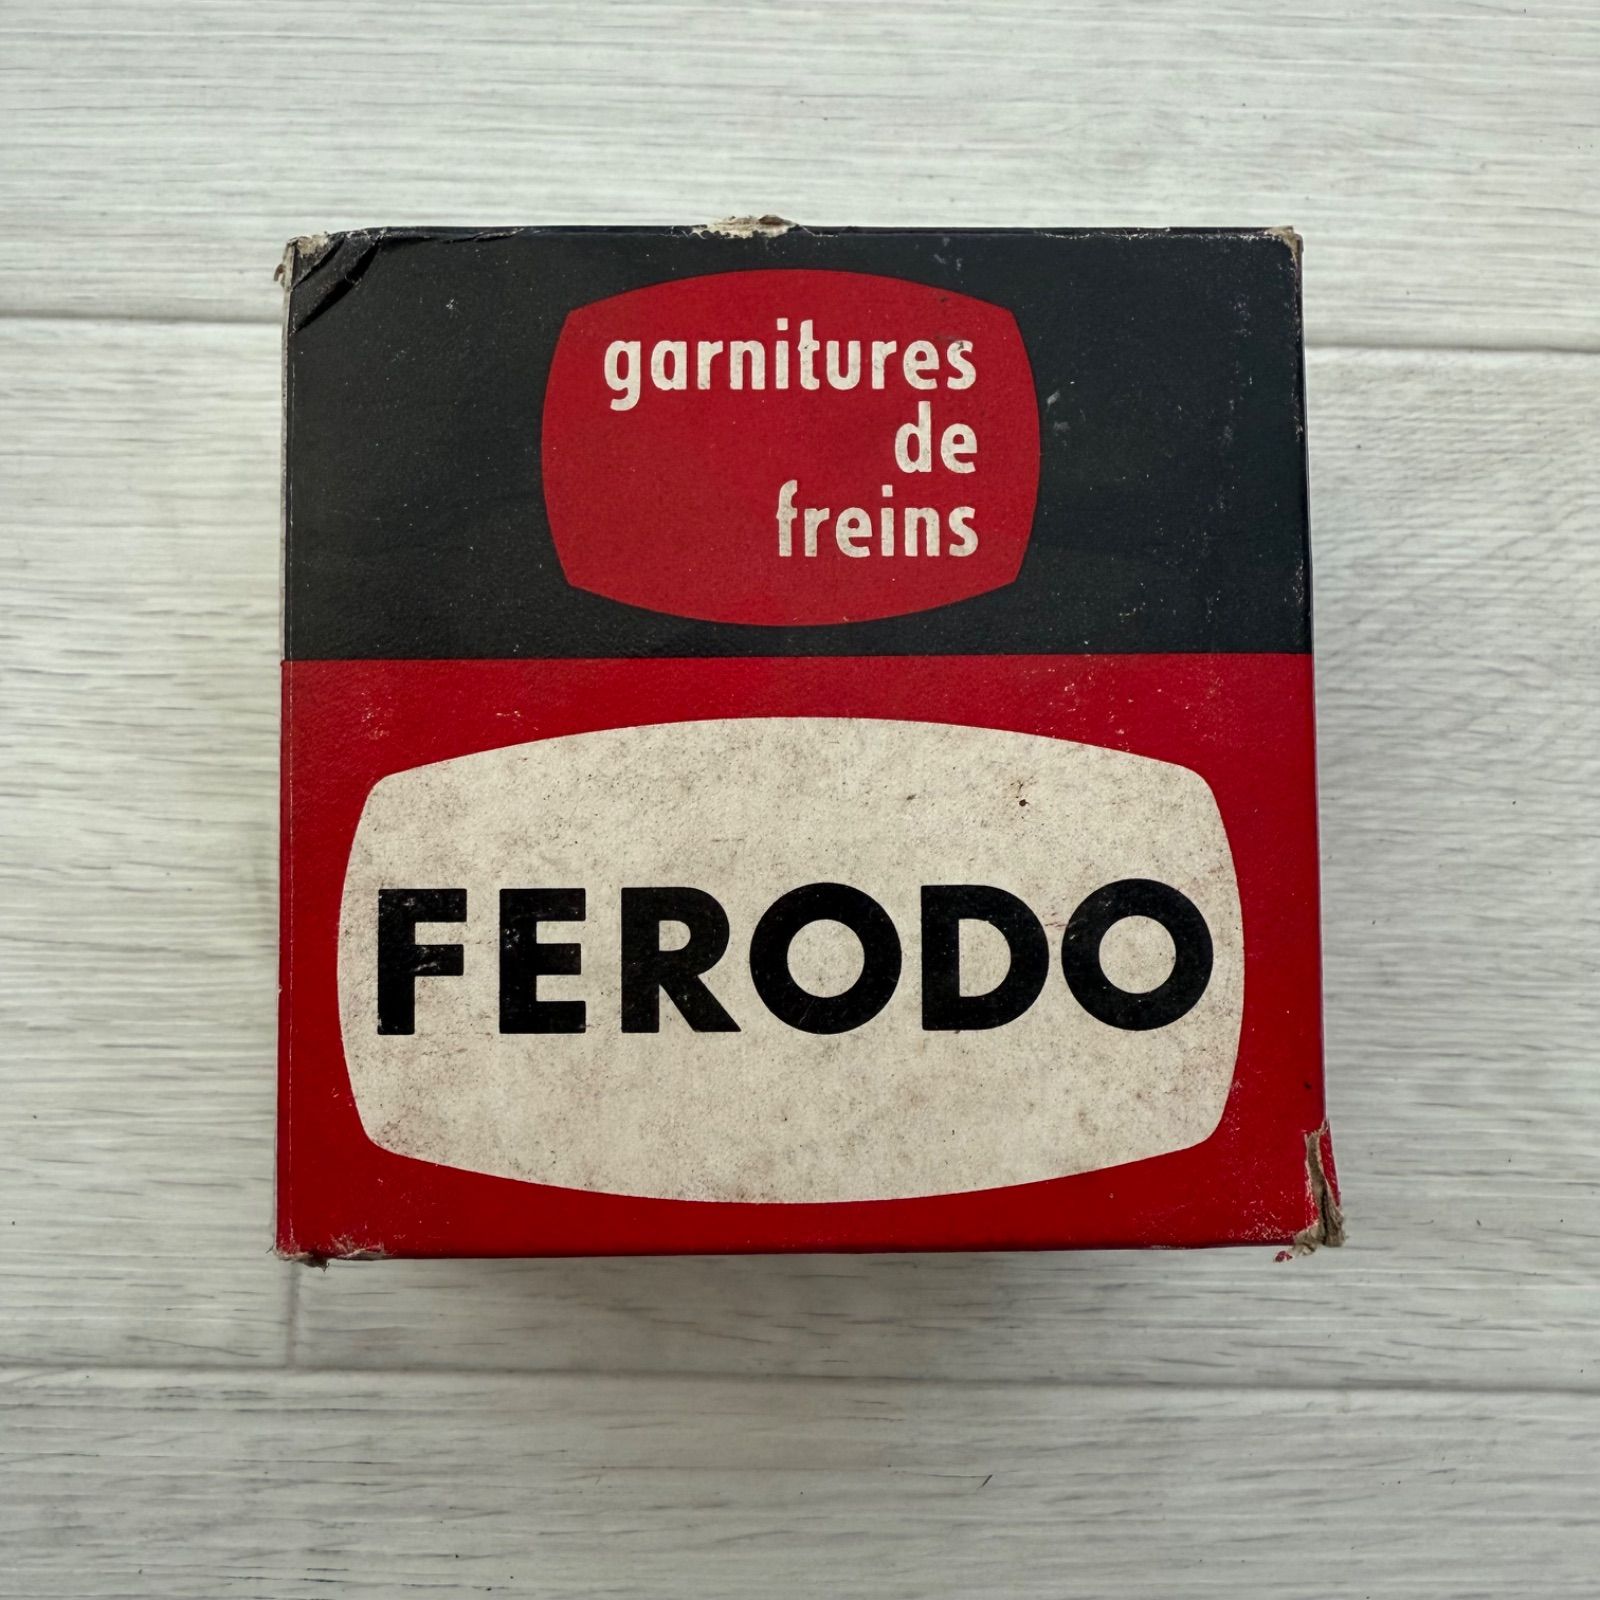 garnitures
de
freins
FERODO